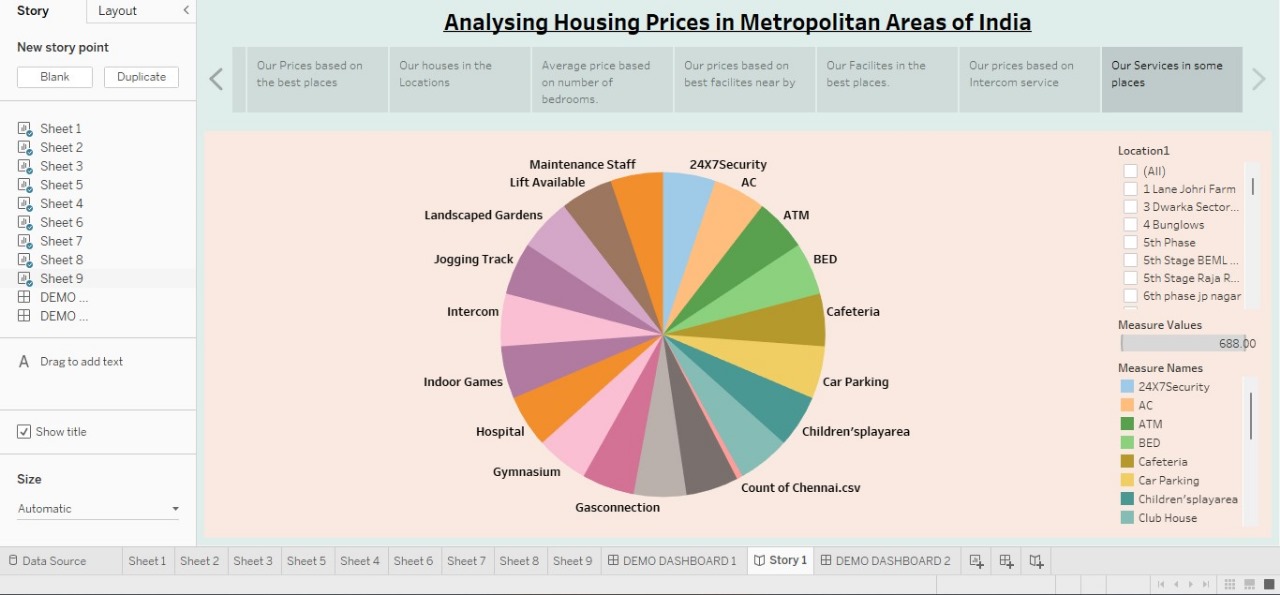 Story
Layout
New story point
Blank
Duplicate
Sheet 1
Sheet 2
Sheet 3
Sheet 5
Sheet 4
Sheet 6
Sheet 7
Sheet 8
Sheet 9
DEMO ...
DEMO ...
A Drag to add text
Show title
Size
Automatic
Analysing Housing Prices in Metropolitan Areas of India
Our Prices based on
the best places
Our houses in the
Locations
Average price based
on number of
bedrooms.
Our prices based on
best facilites near by
Our Facilites in the
best places.
Our prices based on
Intercom service
Our Services in some
places
Maintenance Staff
24X7Security
Lift Available
AC
Landscaped Gardens
ATM
Jogging Track
BED
Intercom
Cafeteria
Indoor Games
Car Parking
Hospital
Children'splayarea
Gymnasium
Count of Chennai.csv
Gasconnection
Location1
(All)
1 Lane Johri Farm
3 Dwarka Sector...
4 Bunglows
5th Phase
5th Stage BEML ...
5th Stage Raja R...
6th phase jp nagar
Measure Values
688.00
Measure Names
24X7Security
AC
ATM
BED
Cafeteria
Car Parking
Children'splayarea
Club House
Data Source
Sheet 1
Sheet 2
Sheet 3
Sheet 5
Sheet 4
Sheet 6
Sheet 7
Sheet 8
Sheet 9
DEMO DASHBOARD 1
Story 1
DEMO DASHBOARD 2